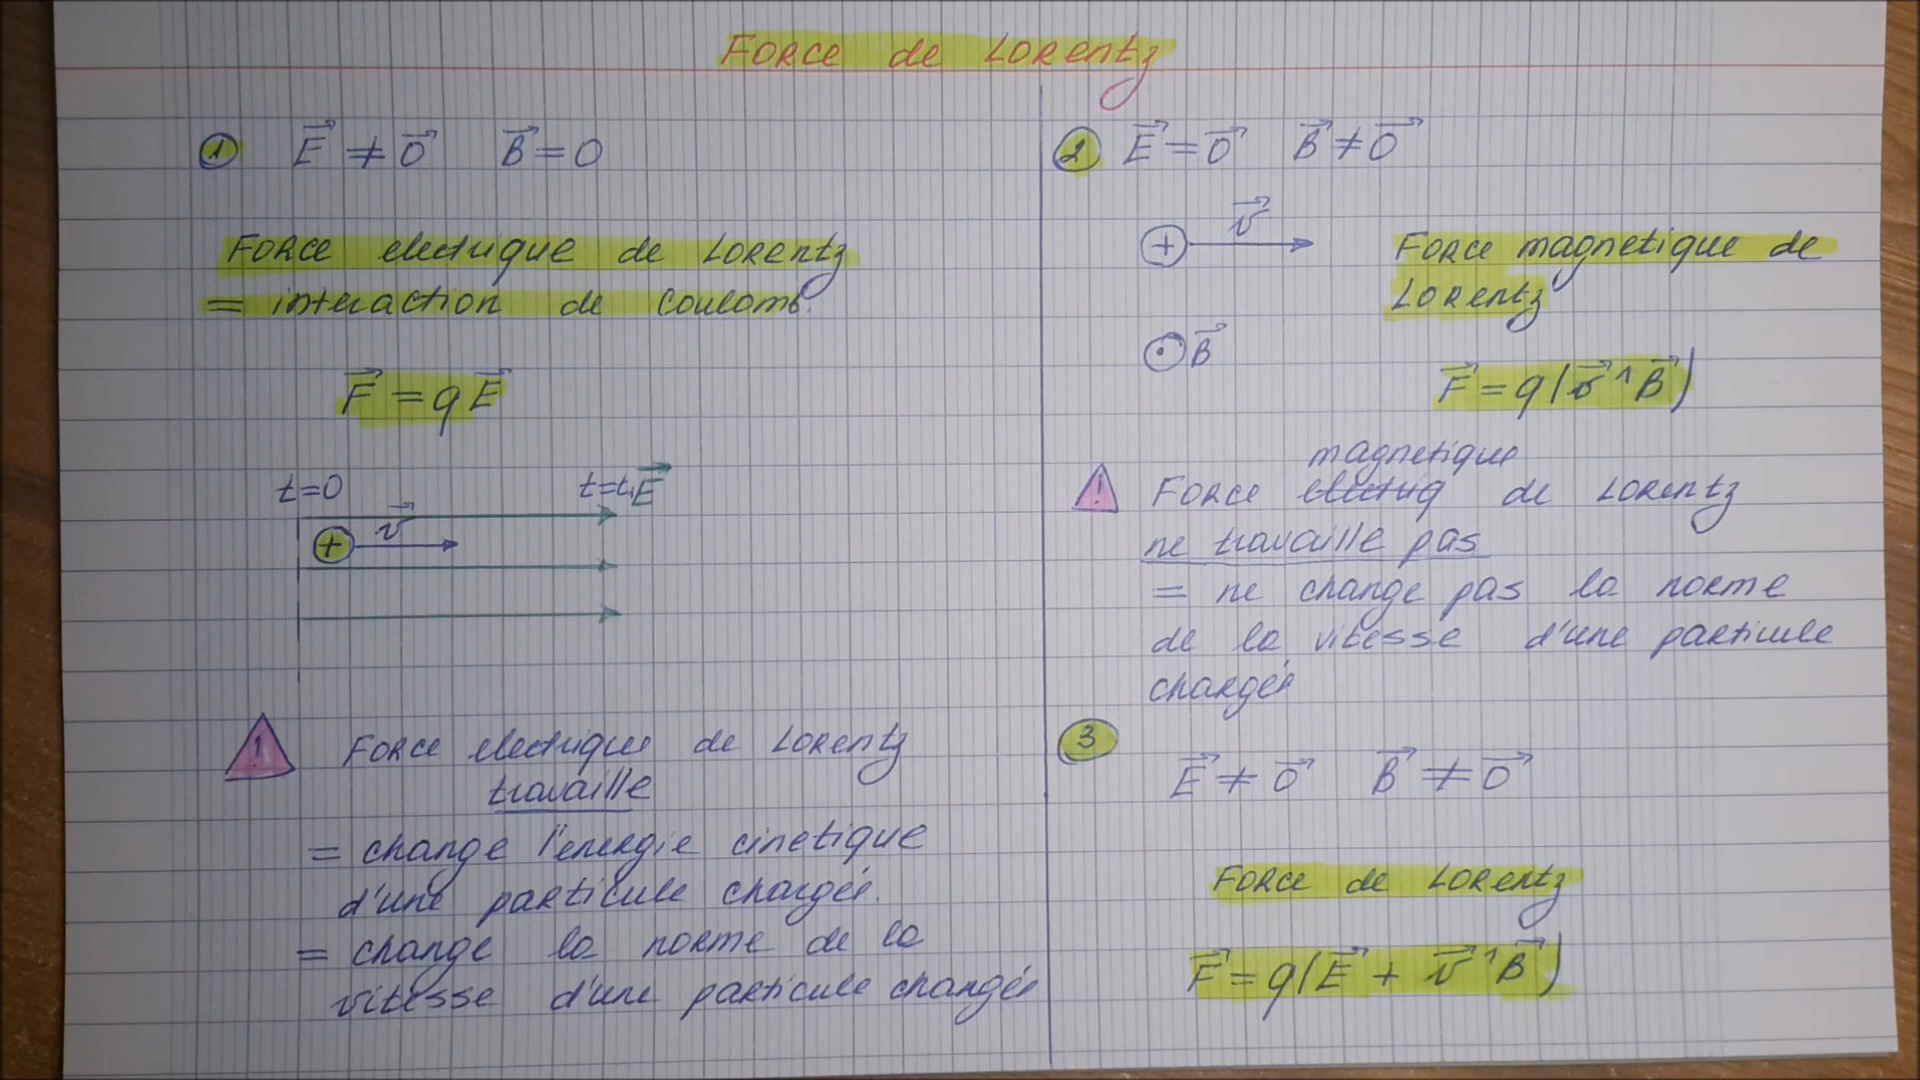 Force de Lorentz
1 E⃗ ≠ 0⃗ B⃗ = 0
Force electrique de Lorentz
= interaction de Coulomb.
F⃗ = qE⃗
t=0 t=t₁ E⃗
+ v⃗
! Force electrique de Lorentz
travaille
= change l'energie cinetique
d'une particule chargée.
= change la norme de la
vitesse d'une particule chargée
2 E⃗ = 0⃗ B⃗ ≠ 0⃗
+ v⃗
Force magnetique de
Lorentz
B⃗
F⃗ = q(v⃗ ^ B⃗)
magnetique
! Force electriq de Lorentz
ne travaille pas
= ne change pas la norme
de la vitesse d'une particule
chargée
3
E⃗ ≠ 0⃗ B⃗ ≠ 0⃗
Force de Lorentz
F⃗ = q(E⃗ + v⃗ ^ B⃗)